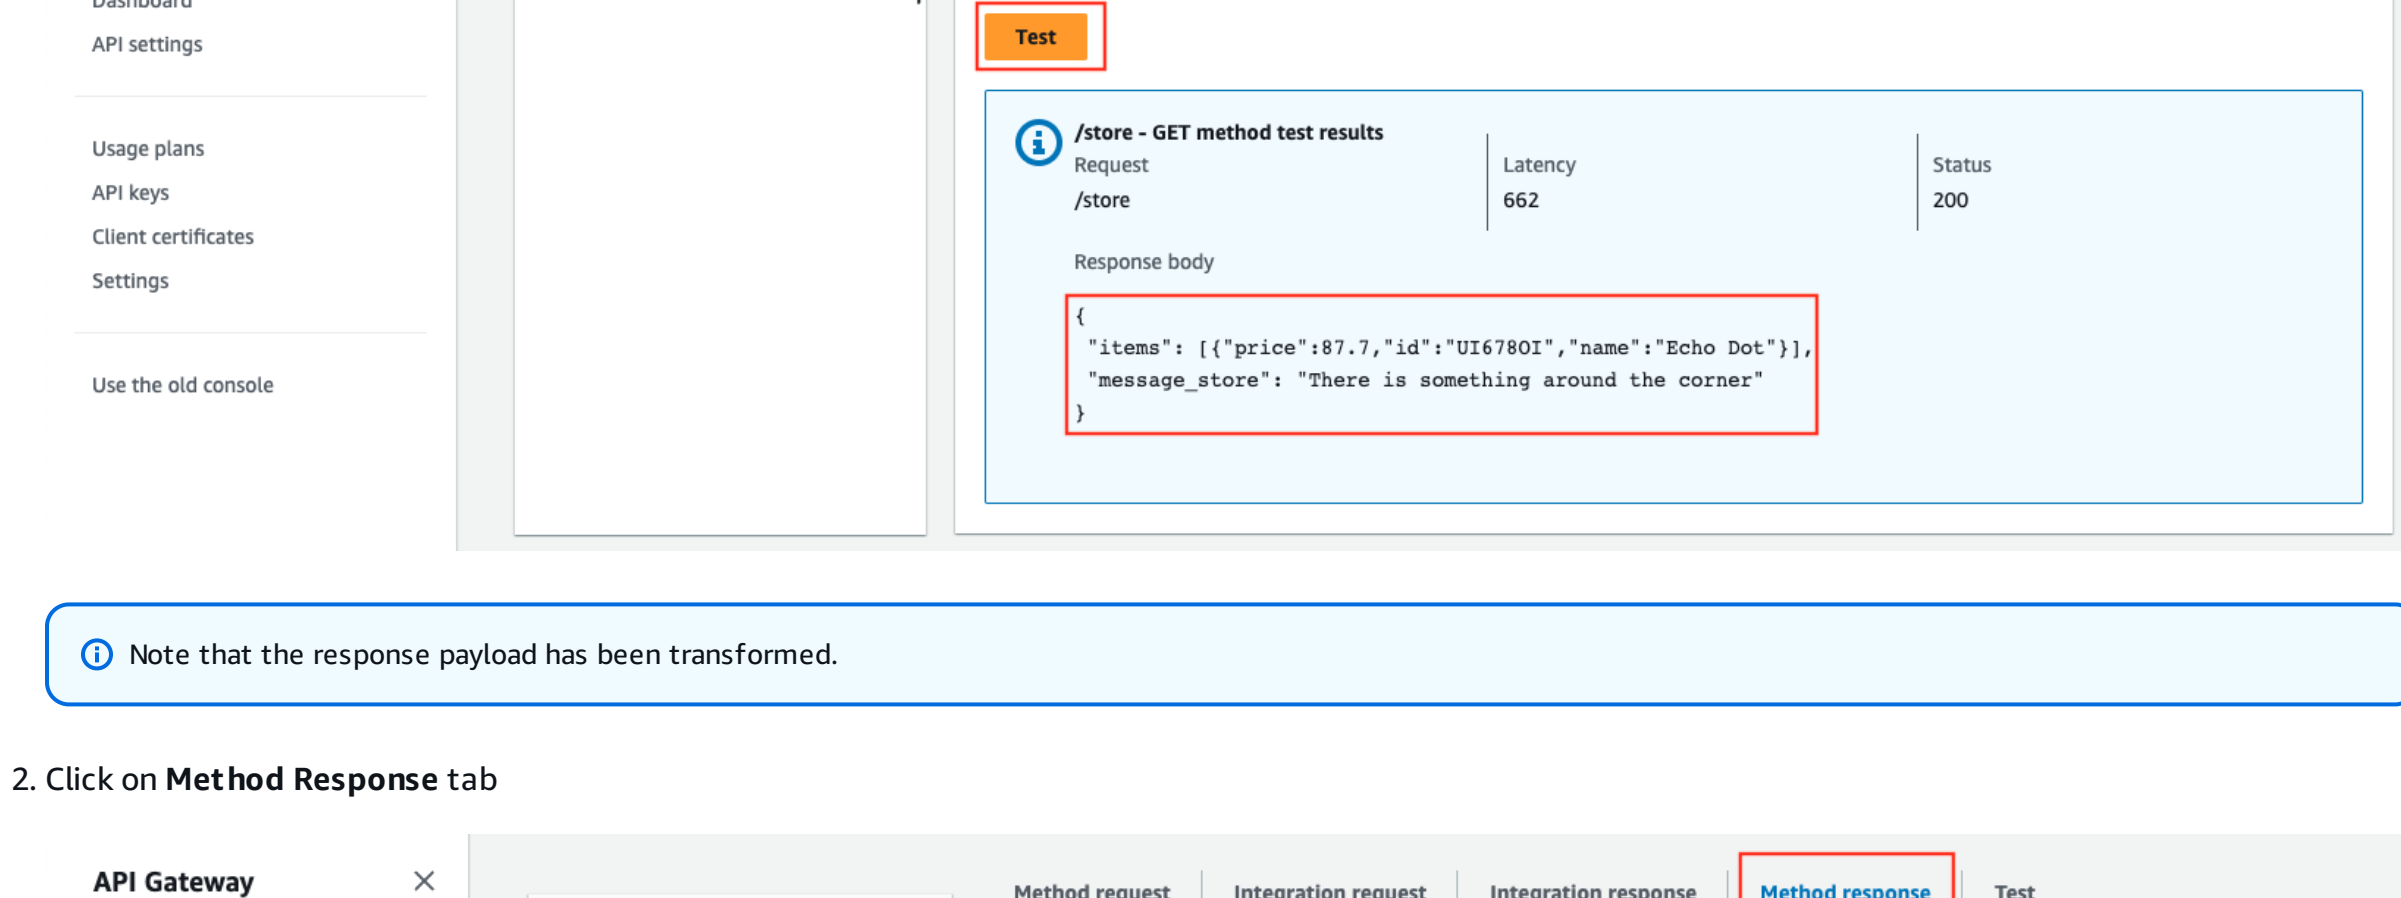 Dashboard
API settings
Usage plans
API keys
Client certificates
Settings
Use the old console
Test
/store - GET method test results
Request
/store
Latency
662
Status
200
Response body
{
"items": [{"price":87.7,"id":"UI678OI","name":"Echo Dot"}],
"message_store": "There is something around the corner"
}
Note that the response payload has been transformed.
2. Click on Method Response tab
API Gateway
Method request
Integration request
Integration response
Method response
Test